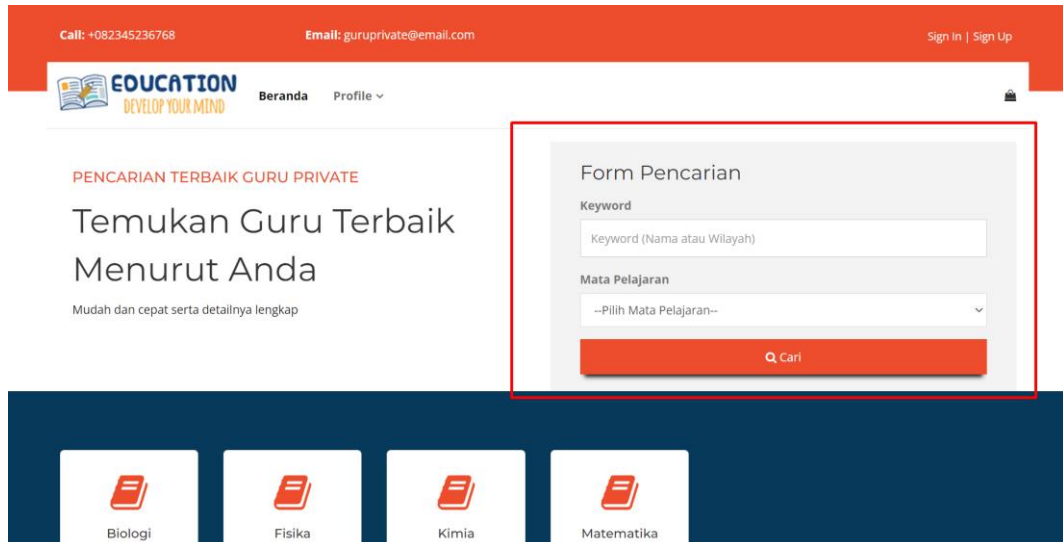 Call: +082345236768 Email: guruprivate@email.com Sign In | Sign Up
EDUCATION
DEVELOP YOUR MIND
Beranda Profile
PENCARIAN TERBAIK GURU PRIVATE
Temukan Guru Terbaik
Menurut Anda
Mudah dan cepat serta detailnya lengkap
Form Pencarian
Keyword
Keyword (Nama atau Wilayah)
Mata Pelajaran
--Pilih Mata Pelajaran--
Cari
Biologi Fisika Kimia Matematika